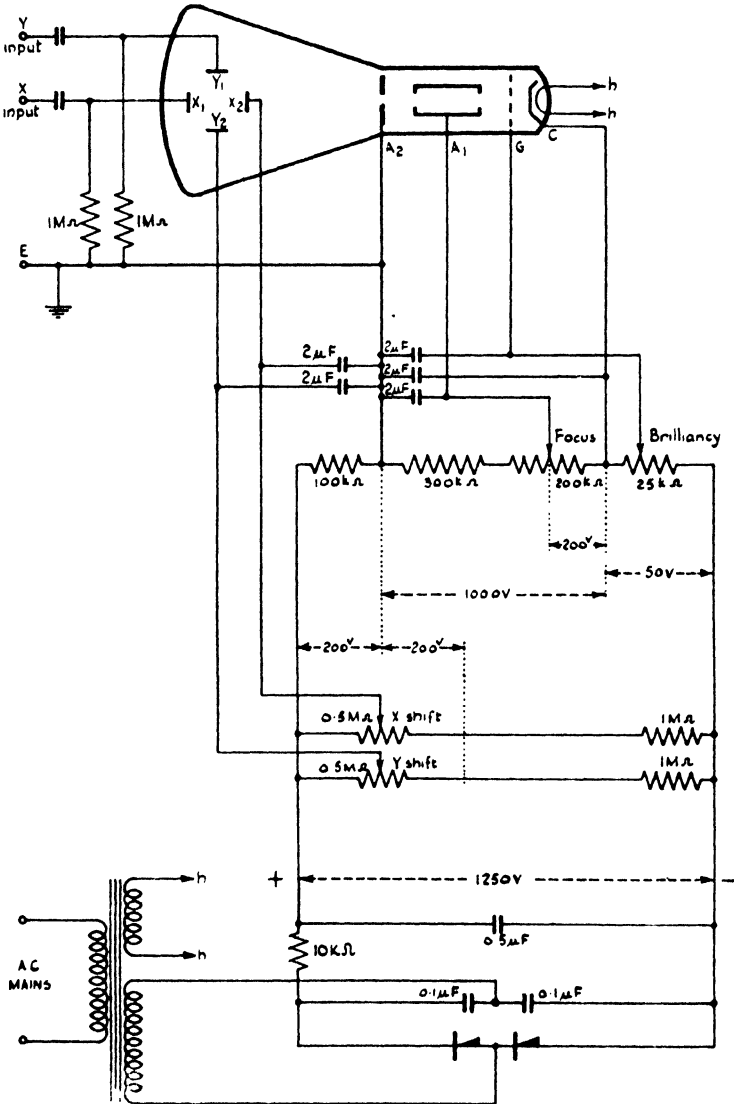 Y
input
X
input
Y1
X1 X2
Y2
h
h
C
A2 A1 G
1MΩ 1MΩ
E
2μF 2μF
2μF 2μF
2μF
Focus Brilliancy
100kΩ 300kΩ 200kΩ 25kΩ
200V
50V
1000V
200V 200V
0.5MΩ X shift 1MΩ
0.5MΩ Y shift 1MΩ
+ 1250V -
h
0.5μF
10KΩ
h
AC
MAINS
0.1μF 0.1μF